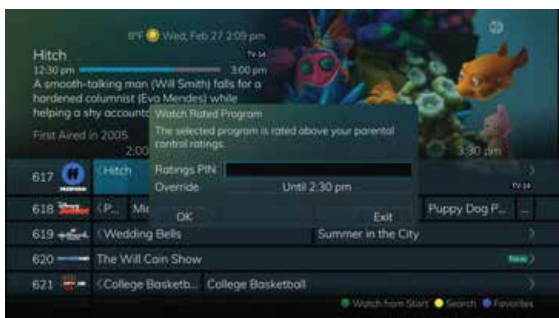 8°F Wed, Feb 27 2:09 pm
Hitch
TV-14
12:30 pm 3:00 pm
A smooth-talking man (Will Smith) falls for a
hardened columnist (Eva Mendes) while
helping a shy accounta
First Aired in 2005
Watch Rated Program
The selected program is rated above your parental
control ratings.
Ratings PIN
Override Until 2:30 pm
OK Exit
2:00 3:30 pm
617 Hitch TV-14
618 P... Mic Puppy Dog P... ...
619 Wedding Bells Summer in the City
620 The Will Cain Show New
621 College Basketb... College Basketball
Watch from Start Search Favorites